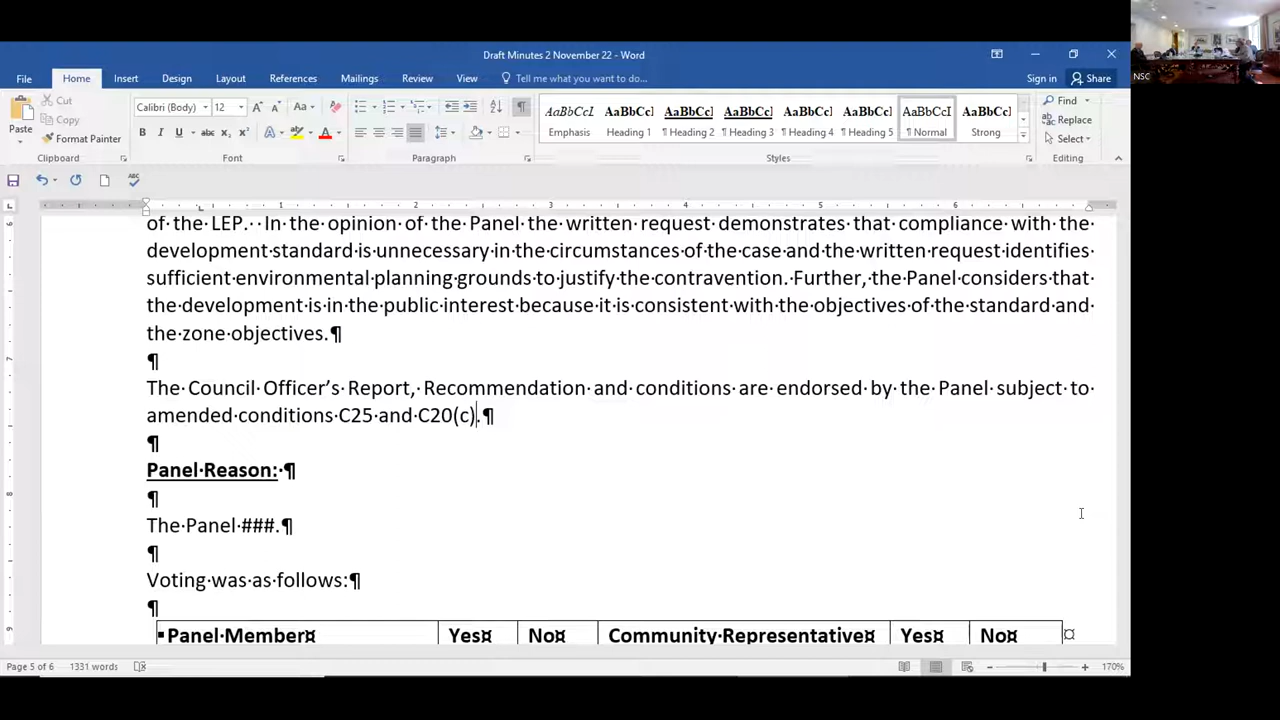 Draft Minutes 2 November 22 - Word
NSC
File Home Insert Design Layout References Mailings Review View Tell me what you want to do... Sign in Share
Paste
Cut
Copy
Format Painter
Clipboard
Calibri (Body) 12
Font
Paragraph
AaBbCcI AaBbCcI AaBbCcI AaBbCcI AaBbCcI AaBbCcI AaBbCcI AaBbCcI
Emphasis Heading 1 ¶ Heading 2 ¶ Heading 3 ¶ Heading 4 ¶ Heading 5 ¶ Normal Strong
Styles
Find
Replace
Select
Editing
1 2 3 4 5 6
of the LEP.··In the opinion of the Panel the written request demonstrates that compliance with the
development standard is unnecessary in the circumstances of the case and the written request identifies
sufficient environmental planning grounds to justify the contravention. Further, the Panel considers that
the development is in the public interest because it is consistent with the objectives of the standard and
the zone objectives.¶
¶
The Council Officer’s Report, Recommendation and conditions are endorsed by the Panel subject to
amended conditions C25 and C20(c).¶
¶
Panel Reason: ¶
¶
The Panel ###.¶
¶
Voting was as follows:¶
¶
Panel Member¤ Yes¤ No¤ Community Representative¤ Yes¤ No¤ ¤
Page 5 of 6 1331 words 170%